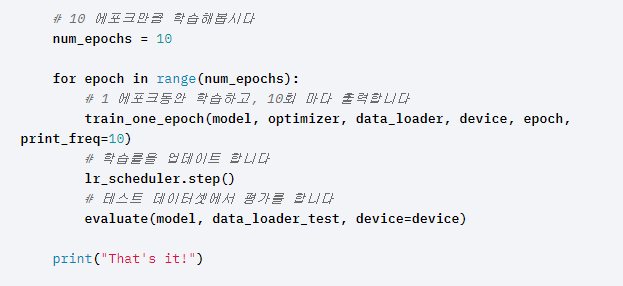 # 10 에포크만큼 학습해봅시다
num_epochs = 10
for epoch in range(num_epochs):
# 1 에포크동안 학습하고, 10회 마다 출력합니다
train_one_epoch(model, optimizer, data_loader, device, epoch,
print_freq=10)
# 학습률을 업데이트 합니다
lr_scheduler.step()
# 테스트 데이터셋에서 평가를 합니다
evaluate(model, data_loader_test, device=device)
print("That's it!")